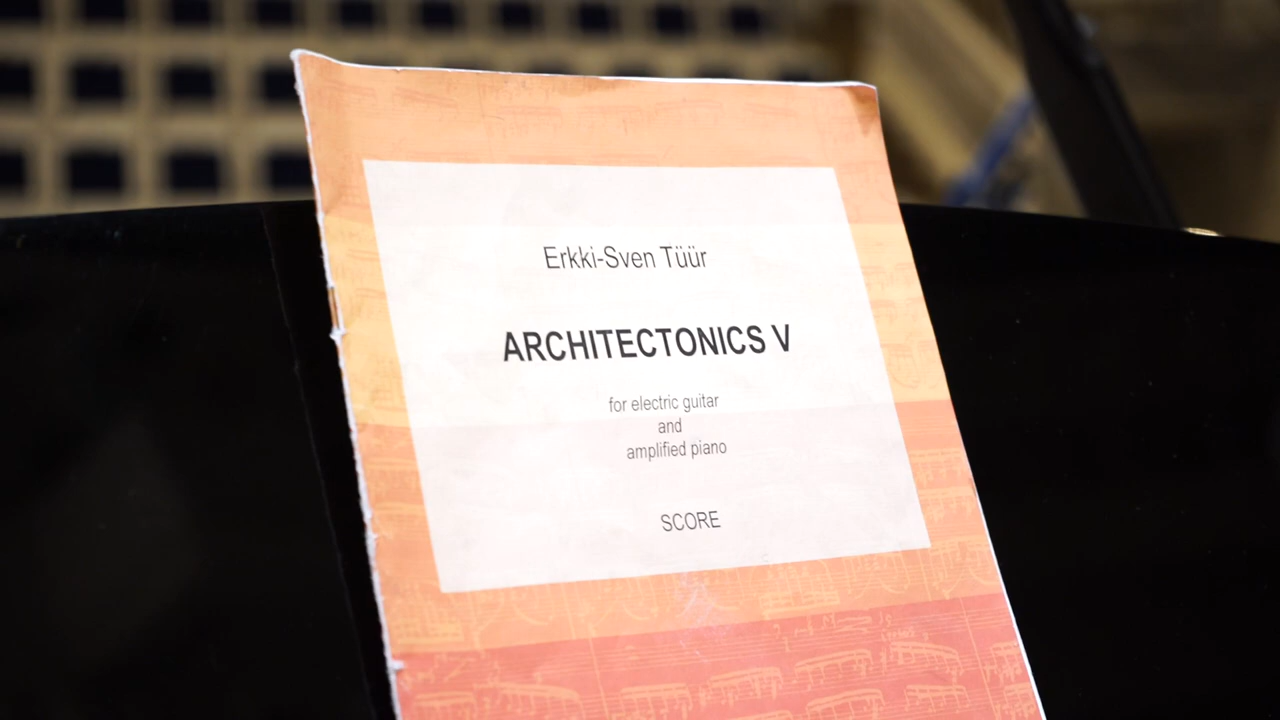 Erkki-Sven Tüür
ARCHITECTONICS V
for electric guitar
and
amplified piano
SCORE